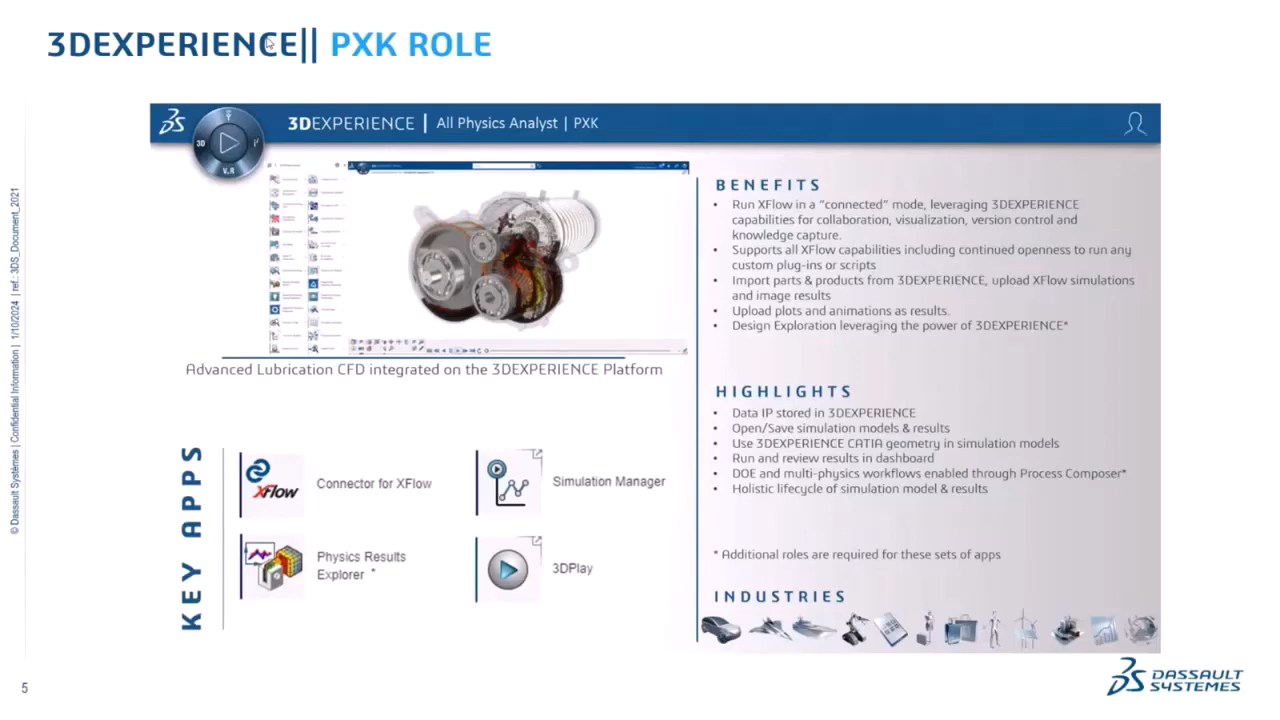 3DEXPERIENCE|| PXK ROLE
3DEXPERIENCE | All Physics Analyst | PXK
3D
V.R
Advanced Lubrication CFD integrated on the 3DEXPERIENCE Platform
KEY APPS
XFlow
Connector for XFlow
Simulation Manager
Physics Results
Explorer *
3DPlay
BENEFITS
• Run XFlow in a "connected" mode, leveraging 3DEXPERIENCE
capabilities for collaboration, visualization, version control and
knowledge capture.
• Supports all XFlow capabilities including continued openness to run any
custom plug-ins or scripts
• Import parts & products from 3DEXPERIENCE, upload XFlow simulations
and image results
• Upload plots and animations as results.
• Design Exploration leveraging the power of 3DEXPERIENCE*
HIGHLIGHTS
• Data IP stored in 3DEXPERIENCE
• Open/Save simulation models & results
• Use 3DEXPERIENCE CATIA geometry in simulation models
• Run and review results in dashboard
• DOE and multi-physics workflows enabled through Process Composer*
• Holistic lifecycle of simulation model & results
* Additional roles are required for these sets of apps
INDUSTRIES
© Dassault Systèmes | Confidential Information | 1/10/2024 | ref.: 3DS_Document_2021
5
DASSAULT
SYSTEMES